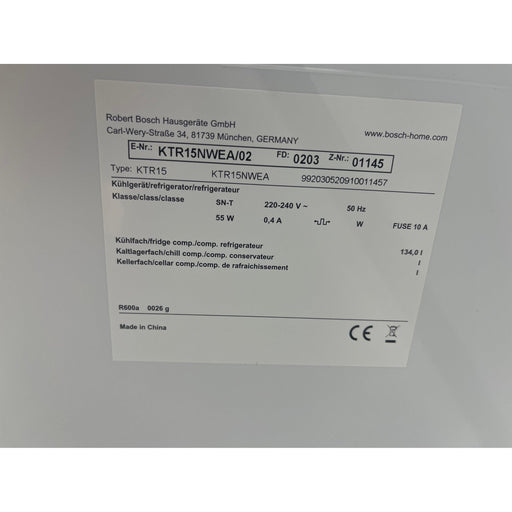 Robert Bosch Hausgeräte GmbH
Carl-Wery-Straße 34, 81739 München, GERMANY
www.bosch-home.com
E-Nr.: KTR15NWEA/02 FD: 0203 Z-Nr.: 01145
Type: KTR15 KTR15NWEA 992030520910011457
Kühlgerät/refrigerator/refrigerateur
Klasse/class/classe SN-T 220-240 V ~ 50 Hz
55 W 0,4 A W FUSE 10 A
Kühlfach/fridge comp./comp. refrigerateur 134,0 l
Kaltlagerfach/chill comp./comp. conservateur l
Kellerfach/cellar comp./comp. de rafraichissement l
R600a 0026 g
Made in China
CE